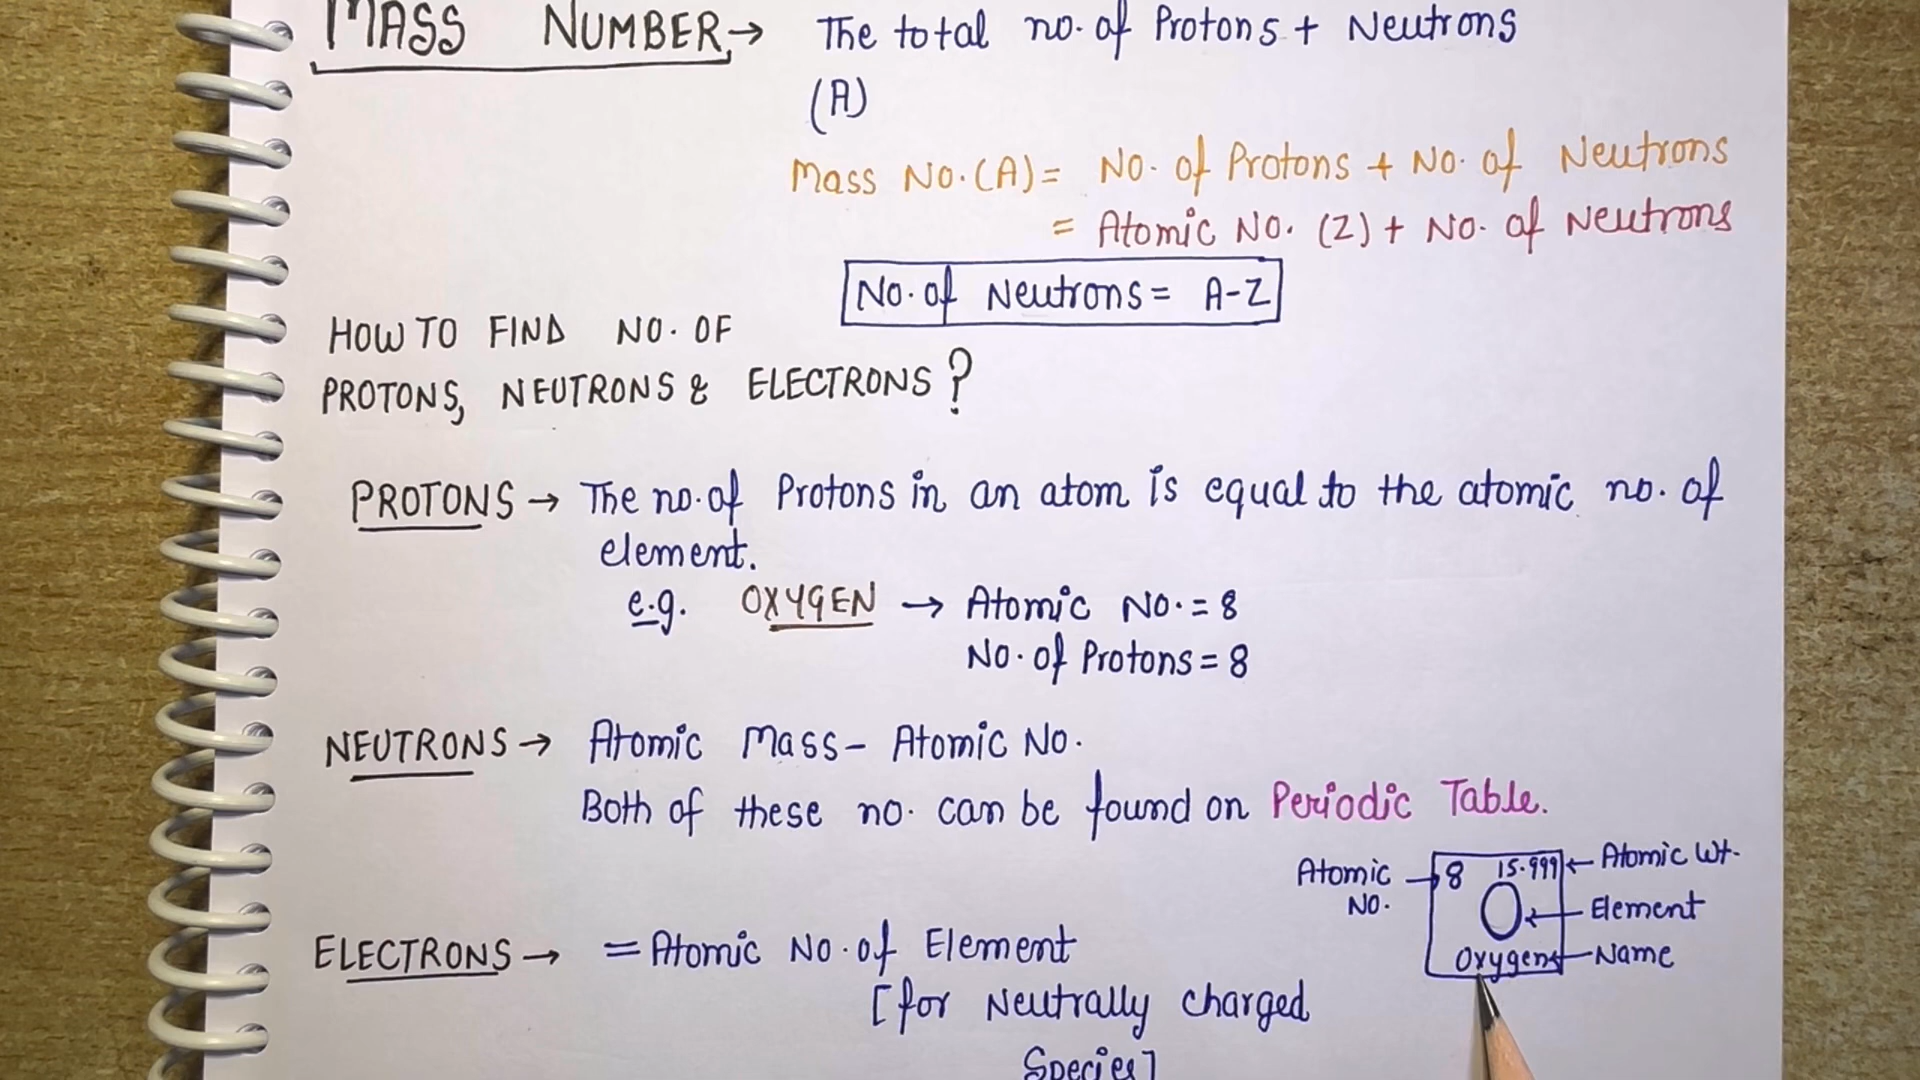 MASS NUMBER → The total no. of Protons + Neutrons
(A)
Mass No.(A) = No. of Protons + No. of Neutrons
= Atomic No. (Z) + No. of Neutrons
No. of Neutrons = A-Z
HOW TO FIND NO. OF
PROTONS, NEUTRONS & ELECTRONS?
PROTONS → The no. of Protons in an atom is equal to the atomic no. of
element.
e.g. OXYGEN → Atomic No. = 8
No. of Protons = 8
NEUTRONS → Atomic Mass - Atomic No.
Both of these no. can be found on Periodic Table.
Atomic No. → 8 15.999 ← Atomic Wt.
O ← Element
Oxygen ← Name
ELECTRONS → = Atomic No. of Element
[for Neutrally charged
Species]